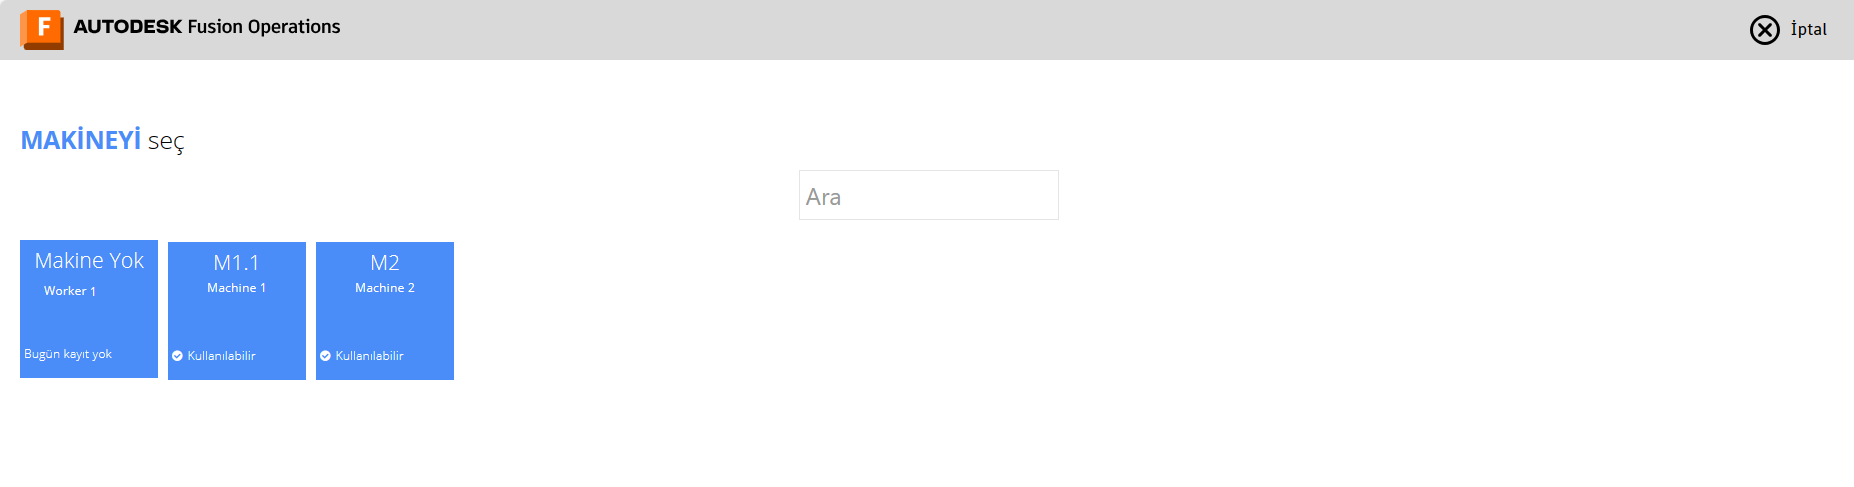 F AUTODESK Fusion Operations
İptal
MAKİNEYİ seç
Ara
Makine Yok
Worker 1
Bugün kayıt yok
M1.1
Machine 1
Kullanılabilir
M2
Machine 2
Kullanılabilir